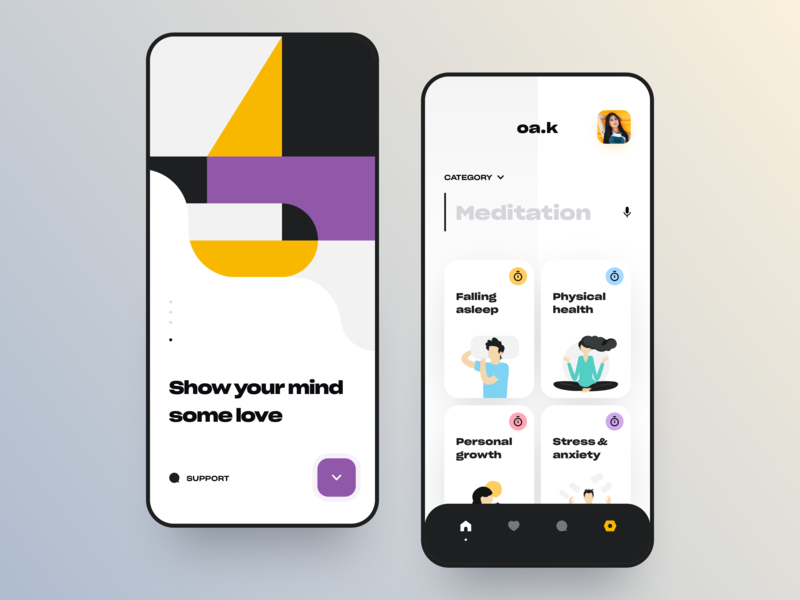 Show your mind
some love
SUPPORT
oa.k
CATEGORY
Meditation
Falling
asleep
Physical
health
Personal
growth
Stress &
anxiety